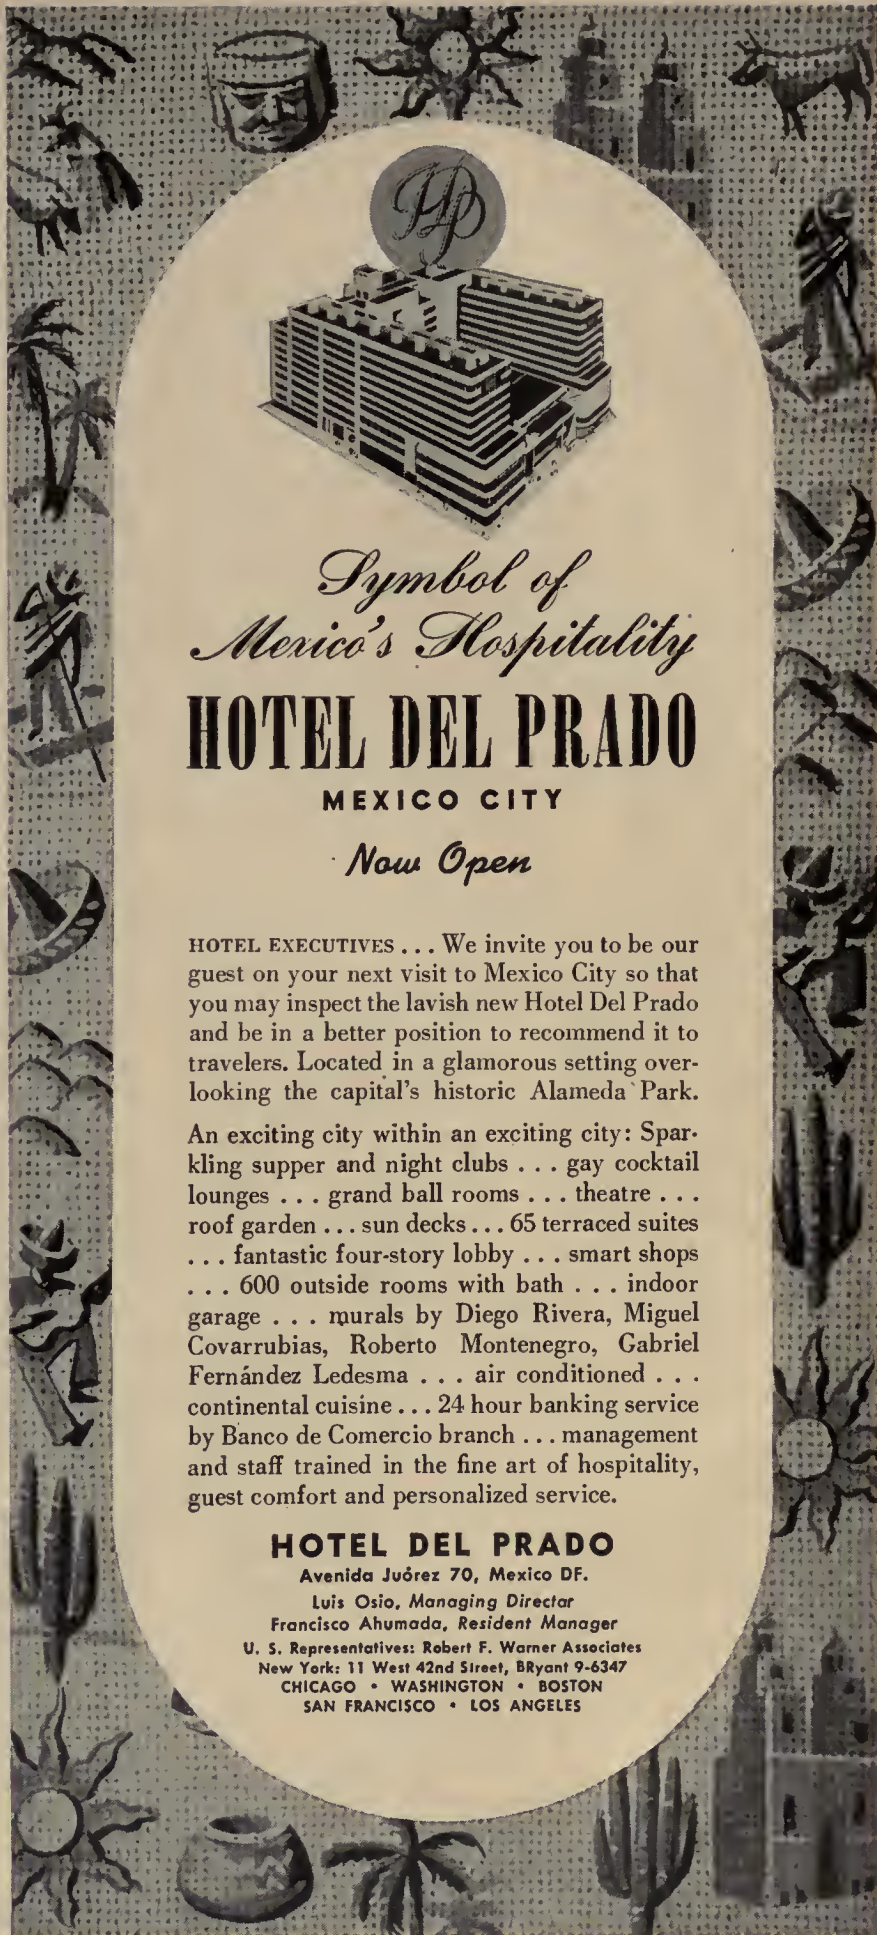 HDP
Symbol of
Mexico's Hospitality
HOTEL DEL PRADO
MEXICO CITY
Now Open
HOTEL EXECUTIVES ... We invite you to be our
guest on your next visit to Mexico City so that
you may inspect the lavish new Hotel Del Prado
and be in a better position to recommend it to
travelers. Located in a glamorous setting over-
looking the capital's historic Alameda Park.
An exciting city within an exciting city: Spar-
kling supper and night clubs . . . gay cocktail
lounges . . . grand ball rooms . . . theatre . . .
roof garden ... sun decks ... 65 terraced suites
. . . fantastic four-story lobby . . . smart shops
. . . 600 outside rooms with bath . . . indoor
garage . . . murals by Diego Rivera, Miguel
Covarrubias, Roberto Montenegro, Gabriel
Fernández Ledesma . . . air conditioned . . .
continental cuisine ... 24 hour banking service
by Banco de Comercio branch ... management
and staff trained in the fine art of hospitality,
guest comfort and personalized service.
HOTEL DEL PRADO
Avenida Juórez 70, Mexico DF.
Luis Osio, Managing Director
Francisco Ahumada, Resident Manager
U. S. Representatives: Robert F. Warner Associates
New York: 11 West 42nd Street, BRyant 9-6347
CHICAGO • WASHINGTON • BOSTON
SAN FRANCISCO • LOS ANGELES